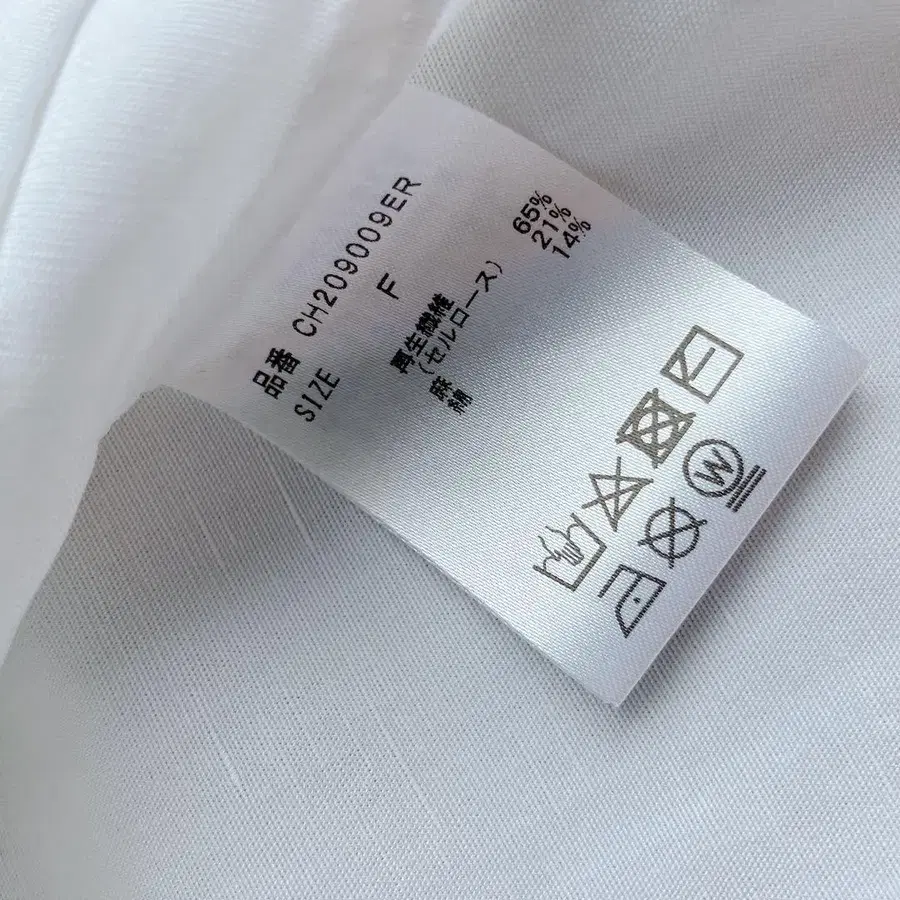 品番 CH209009ER
SIZE F
再生繊維
(セルロース) 65%
麻 21%
綿 14%
W